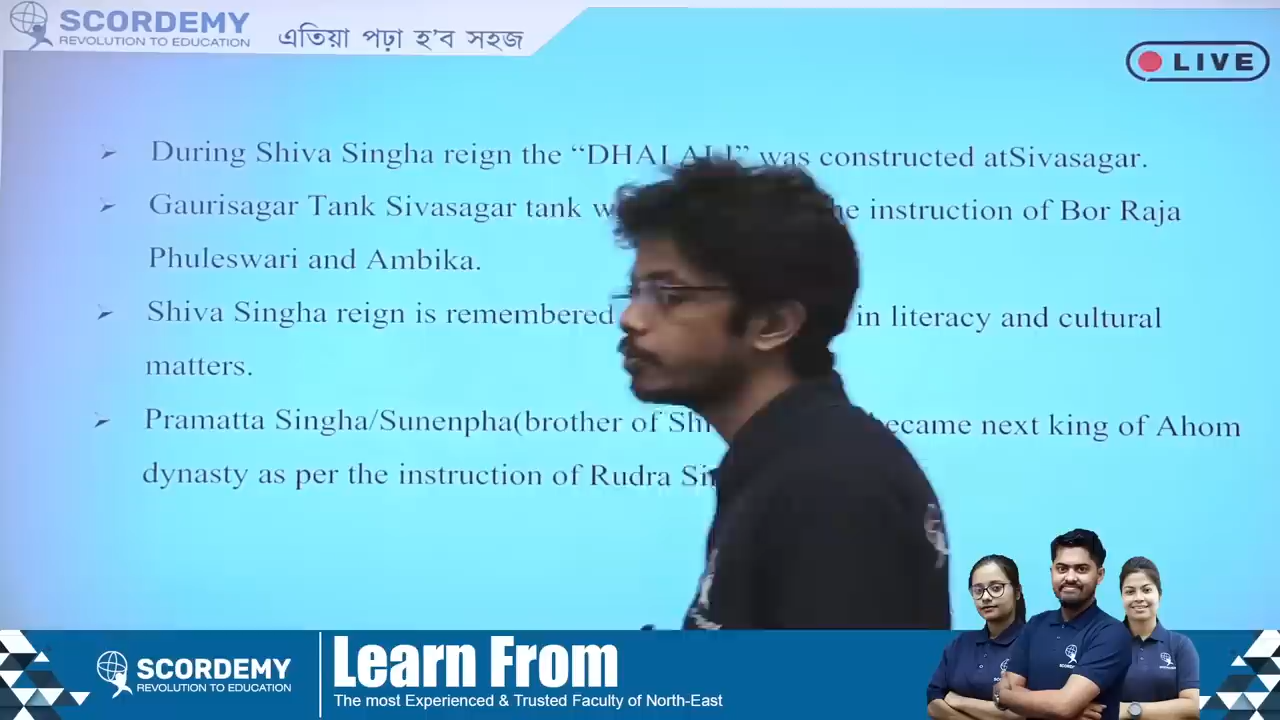 SCORDEMY
REVOLUTION TO EDUCATION
এতিয়া পঢ়া হ'ব সহজ
LIVE
During Shiva Singha reign the “DHALALI” was constructed atSivasagar.
Gaurisagar Tank Sivasagar tank instruction of Bor Raja
Phuleswari and Ambika.
Shiva Singha reign is remembered in literacy and cultural
matters.
Pramatta Singha/Sunenpha(brother of next king of Ahom
dynasty as per the instruction of Rudra
SCORDEMY
REVOLUTION TO EDUCATION
Learn From
The most Experienced & Trusted Faculty of North-East